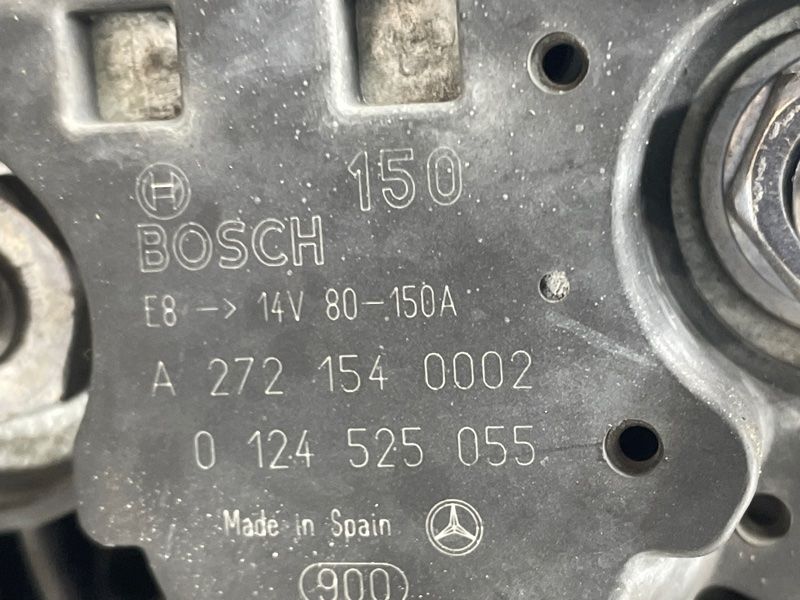 150
BOSCH
E8 -> 14V 80-150A
A 272 154 0002
0 124 525 055
Made in Spain
900